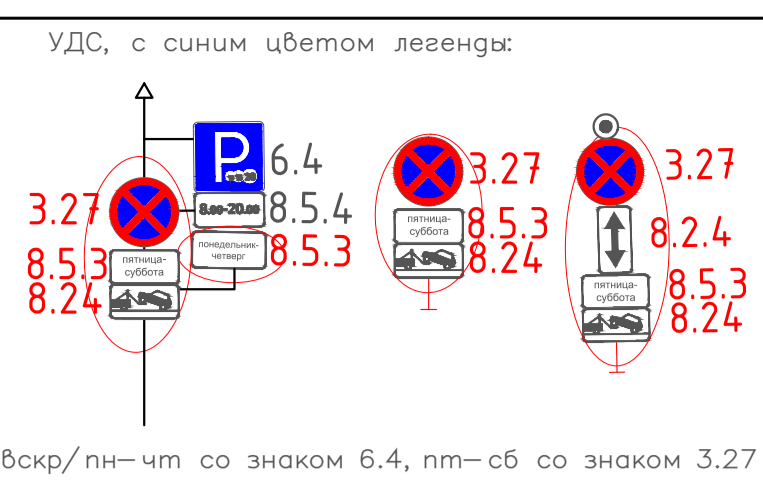 УДС, с синим цветом легенды:
P
6.4
3.27
8.00-20.00
8.5.4
понедельник-
четверг
8.5.3
8.5.3
пятница-
суббота
8.24
3.27
пятница-
суббота
8.5.3
8.24
3.27
8.2.4
пятница-
суббота
8.5.3
8.24
вскр/пн-чт со знаком 6.4, пт-сб со знаком 3.27